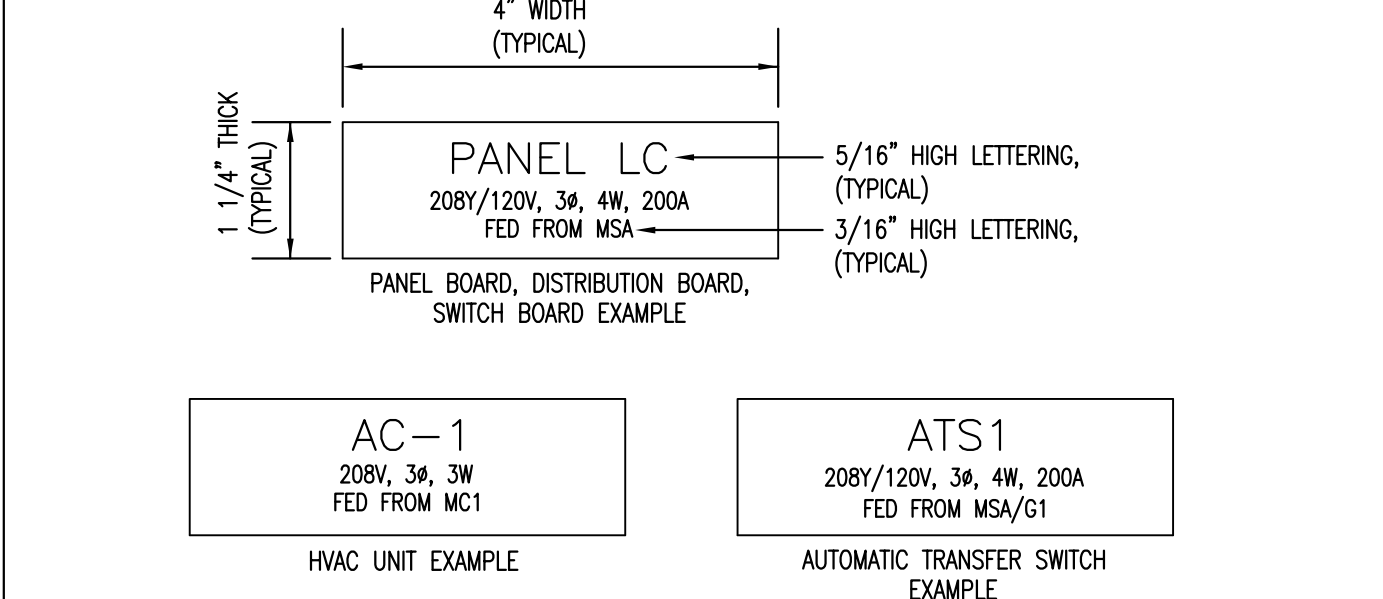 4" WIDTH
(TYPICAL)
1 1/4" THICK
(TYPICAL)
PANEL LC
208Y/120V, 3ø, 4W, 200A
FED FROM MSA
5/16" HIGH LETTERING,
(TYPICAL)
3/16" HIGH LETTERING,
(TYPICAL)
PANEL BOARD, DISTRIBUTION BOARD,
SWITCH BOARD EXAMPLE
AC-1
208V, 3ø, 3W
FED FROM MC1
HVAC UNIT EXAMPLE
ATS1
208Y/120V, 3ø, 4W, 200A
FED FROM MSA/G1
AUTOMATIC TRANSFER SWITCH
EXAMPLE